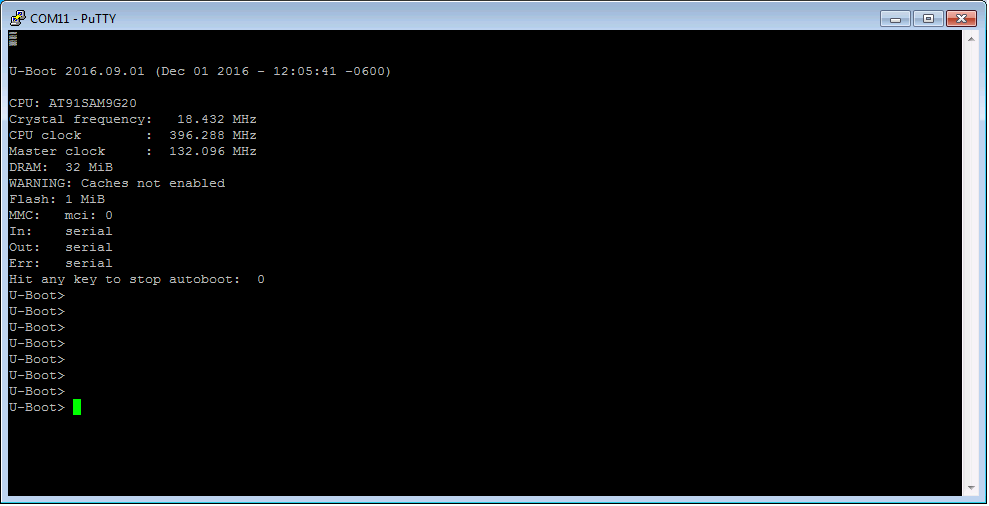 COM11 - PuTTY
U-Boot 2016.09.01 (Dec 01 2016 - 12:05:41 -0600)
CPU: AT91SAM9G20
Crystal frequency:   18.432 MHz
CPU clock        :  396.288 MHz
Master clock     :  132.096 MHz
DRAM:  32 MiB
WARNING: Caches not enabled
Flash: 1 MiB
MMC:   mci: 0
In:    serial
Out:   serial
Err:   serial
Hit any key to stop autoboot:  0
U-Boot>
U-Boot>
U-Boot>
U-Boot>
U-Boot>
U-Boot>
U-Boot>
U-Boot>